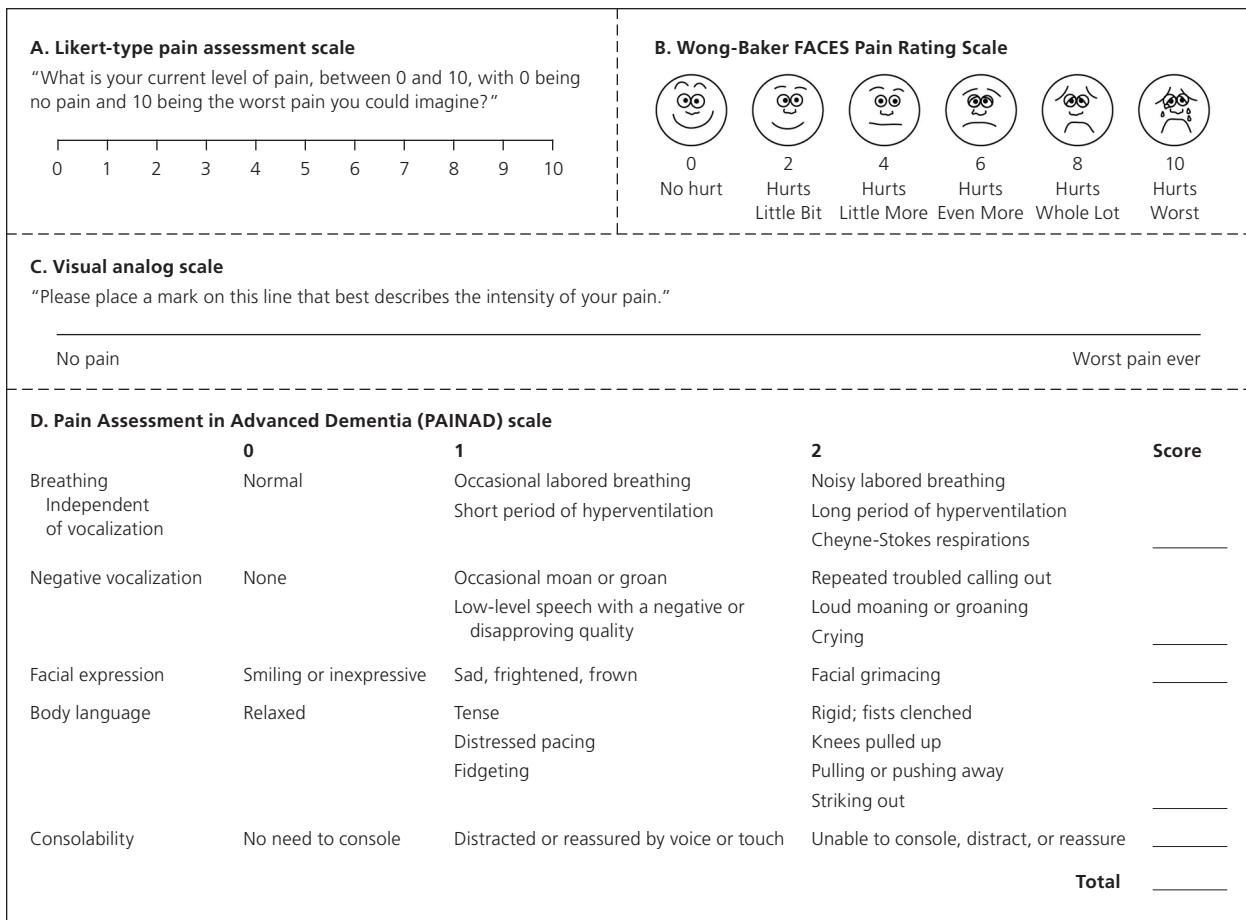 A. Likert-type pain assessment scale
“What is your current level of pain, between 0 and 10, with 0 being
no pain and 10 being the worst pain you could imagine?”
0 1 2 3 4 5 6 7 8 9 10
B. Wong-Baker FACES Pain Rating Scale
0 2 4 6 8 10
No hurt Hurts Hurts Hurts Hurts Hurts
Little Bit Little More Even More Whole Lot Worst
C. Visual analog scale
“Please place a mark on this line that best describes the intensity of your pain.”
No pain Worst pain ever
D. Pain Assessment in Advanced Dementia (PAINAD) scale
0 1 2 Score
Breathing Normal Occasional labored breathing Noisy labored breathing
Independent Short period of hyperventilation Long period of hyperventilation
of vocalization Cheyne-Stokes respirations
Negative vocalization None Occasional moan or groan Repeated troubled calling out
Low-level speech with a negative or Loud moaning or groaning
disapproving quality Crying
Facial expression Smiling or inexpressive Sad, frightened, frown Facial grimacing
Body language Relaxed Tense Rigid; fists clenched
Distressed pacing Knees pulled up
Fidgeting Pulling or pushing away
Striking out
Consolability No need to console Distracted or reassured by voice or touch Unable to console, distract, or reassure
Total